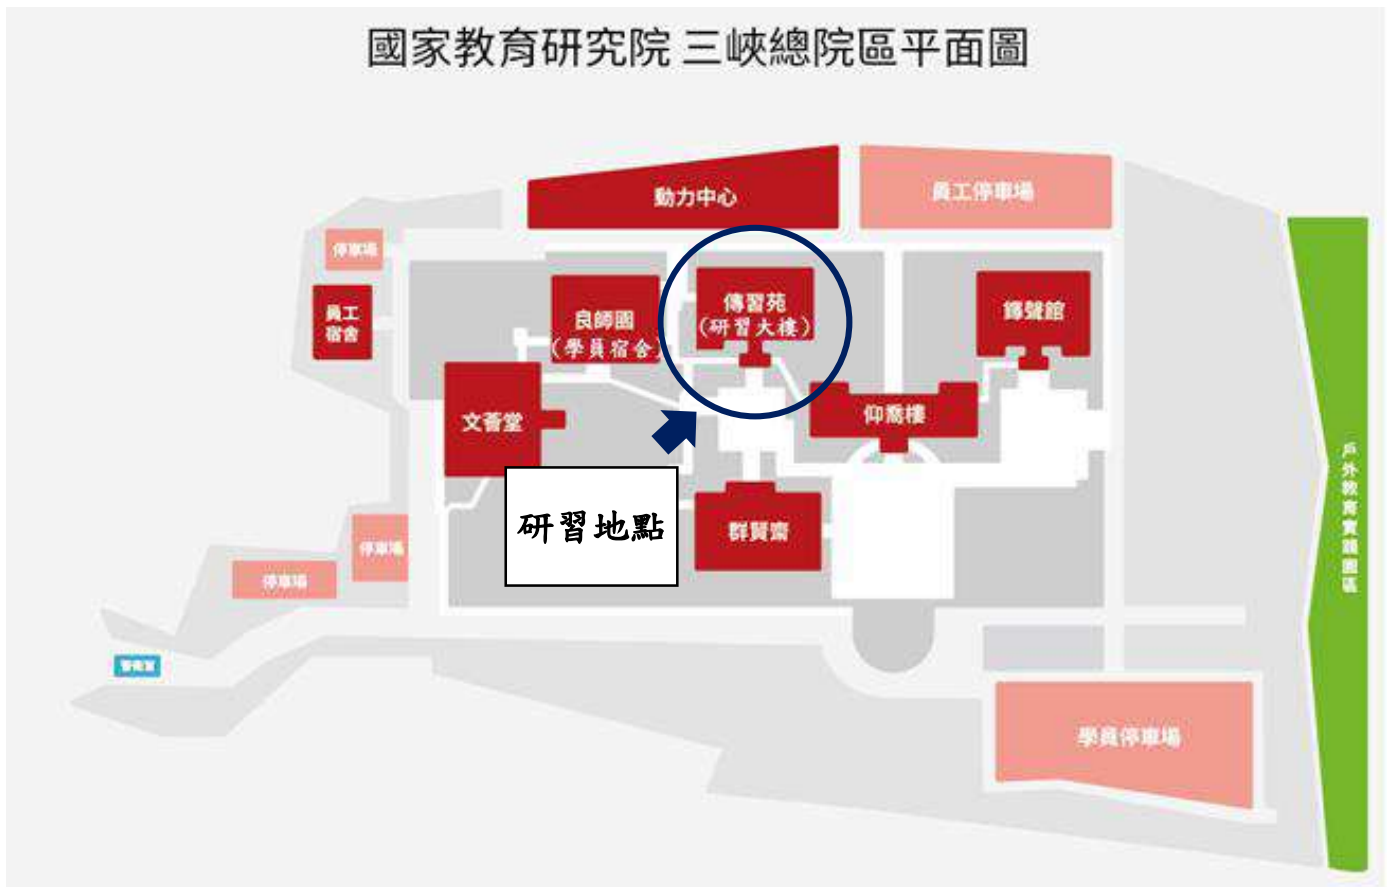 國家教育研究院 三峽總院區平面圖
動力中心
員工停車場
停車場
員工
宿舍
良師園
(學員宿舍)
傳習苑
(研習大樓)
鐸聲館
文薈堂
仰喬樓
研習地點
群賢齋
停車場
停車場
警衛室
學員停車場
戶外教育實踐園區